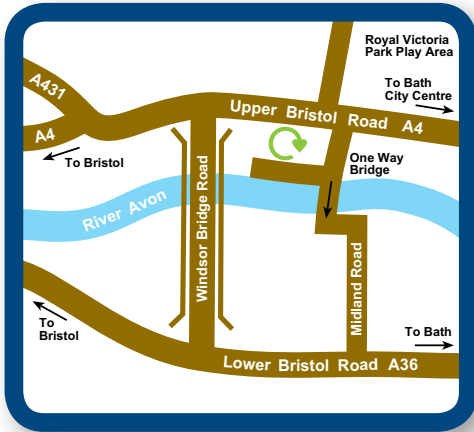 Royal Victoria
Park Play Area
A431
To Bath
City Centre
Upper Bristol Road A4
A4
To Bristol
One Way
Bridge
River Avon
Windsor Bridge Road
Midland Road
To
Bristol
To Bath
Lower Bristol Road A36